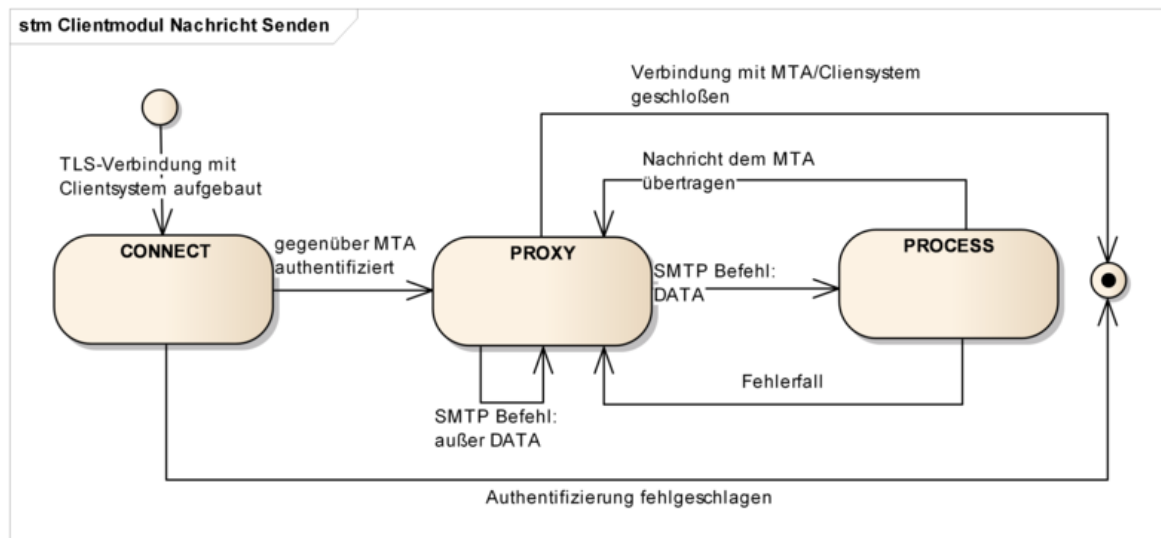 stm Clientmodul Nachricht Senden
Verbindung mit MTA/Cliensystem
geschloßen
TLS-Verbindung mit
Clientsystem aufgebaut
Nachricht dem MTA
übertragen
CONNECT
gegenüber MTA
authentifiziert
PROXY
SMTP Befehl:
DATA
PROCESS
Fehlerfall
SMTP Befehl:
außer DATA
Authentifizierung fehlgeschlagen